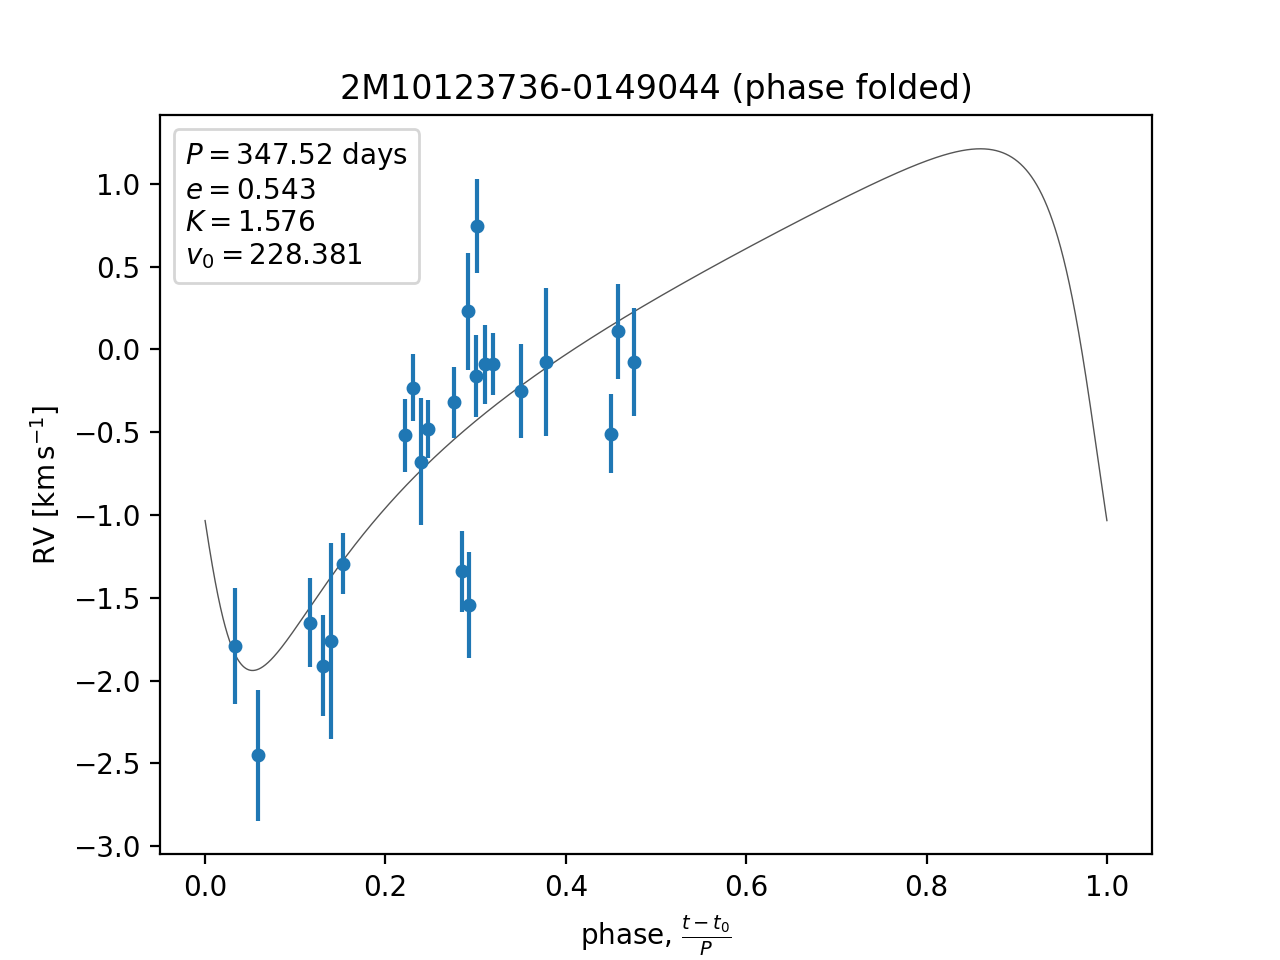 2M10123736-0149044 (phase folded)
P = 347.52 days
e = 0.543
K = 1.576
v₀ = 228.381
1.0
0.5
0.0
−0.5
−1.0
−1.5
−2.0
−2.5
−3.0
RV [km s⁻¹]
0.0 0.2 0.4 0.6 0.8 1.0
phase, (t − t₀)/P